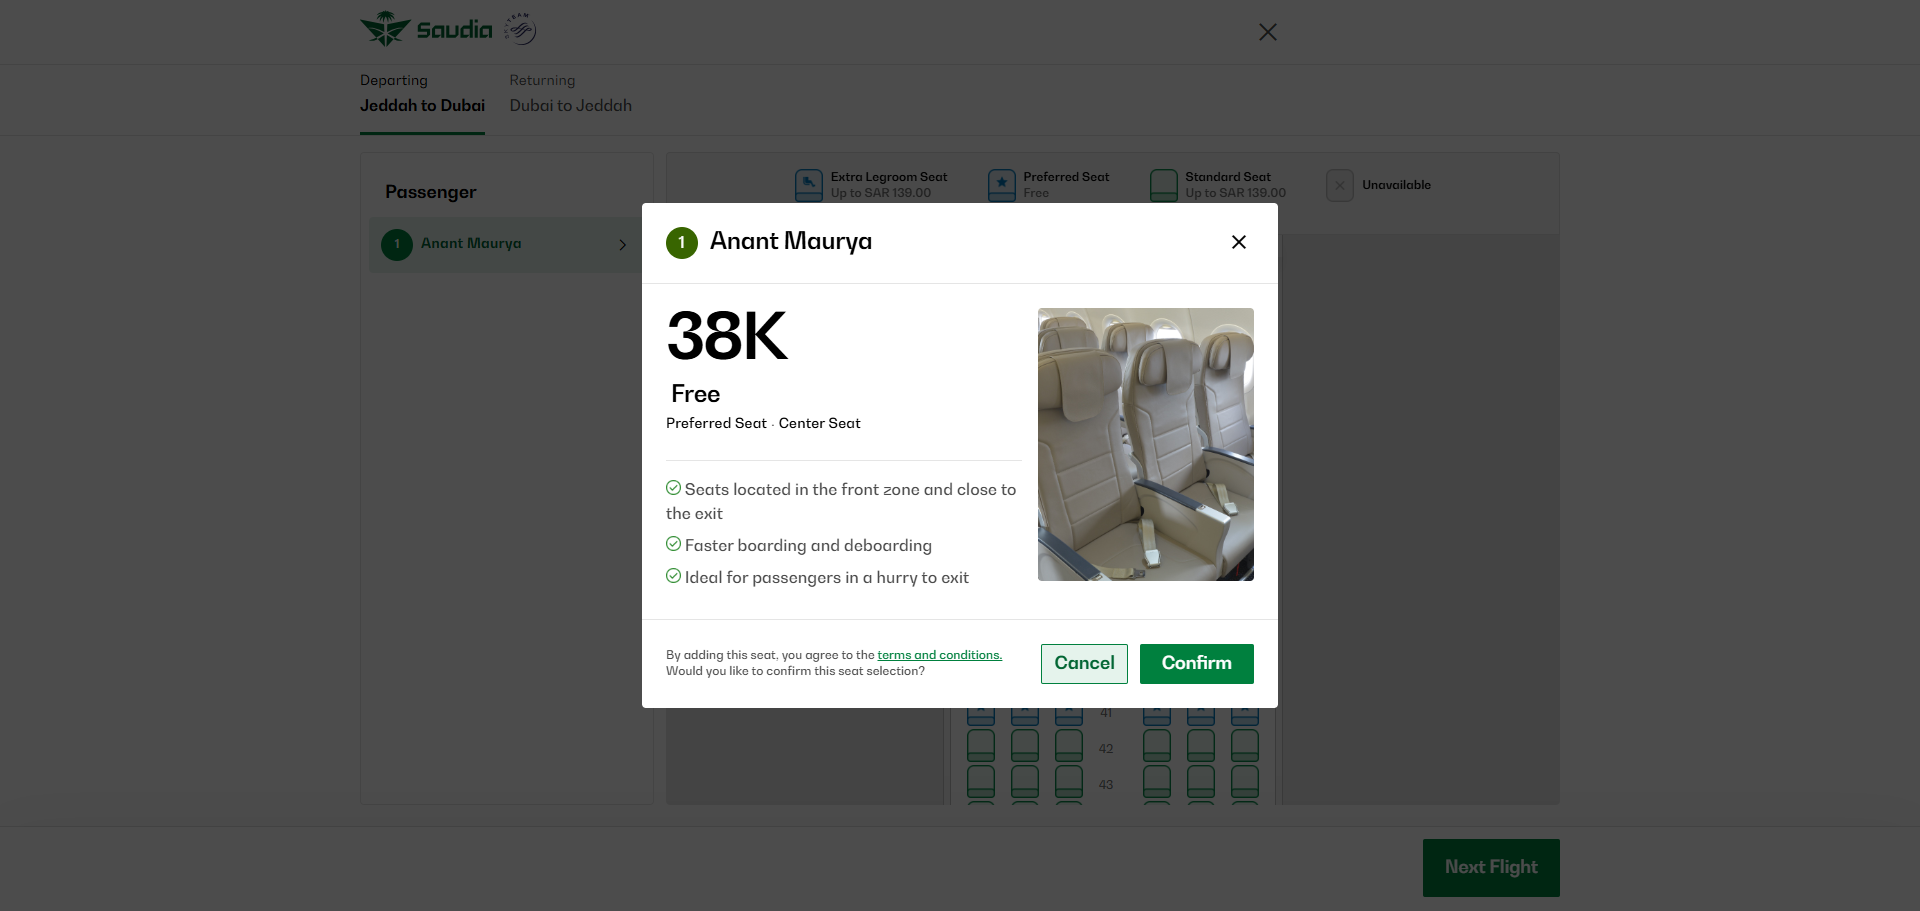 Saudia
SKYTEAM
Departing
Jeddah to Dubai
Returning
Dubai to Jeddah
Passenger
1 Anant Maurya
Extra Legroom Seat
Up to SAR 139.00
Preferred Seat
Free
Standard Seat
Up to SAR 139.00
Unavailable
1 Anant Maurya
38K
Free
Preferred Seat · Center Seat
Seats located in the front zone and close to
the exit
Faster boarding and deboarding
Ideal for passengers in a hurry to exit
By adding this seat, you agree to the terms and conditions.
Would you like to confirm this seat selection?
Cancel
Confirm
41
42
43
Next Flight